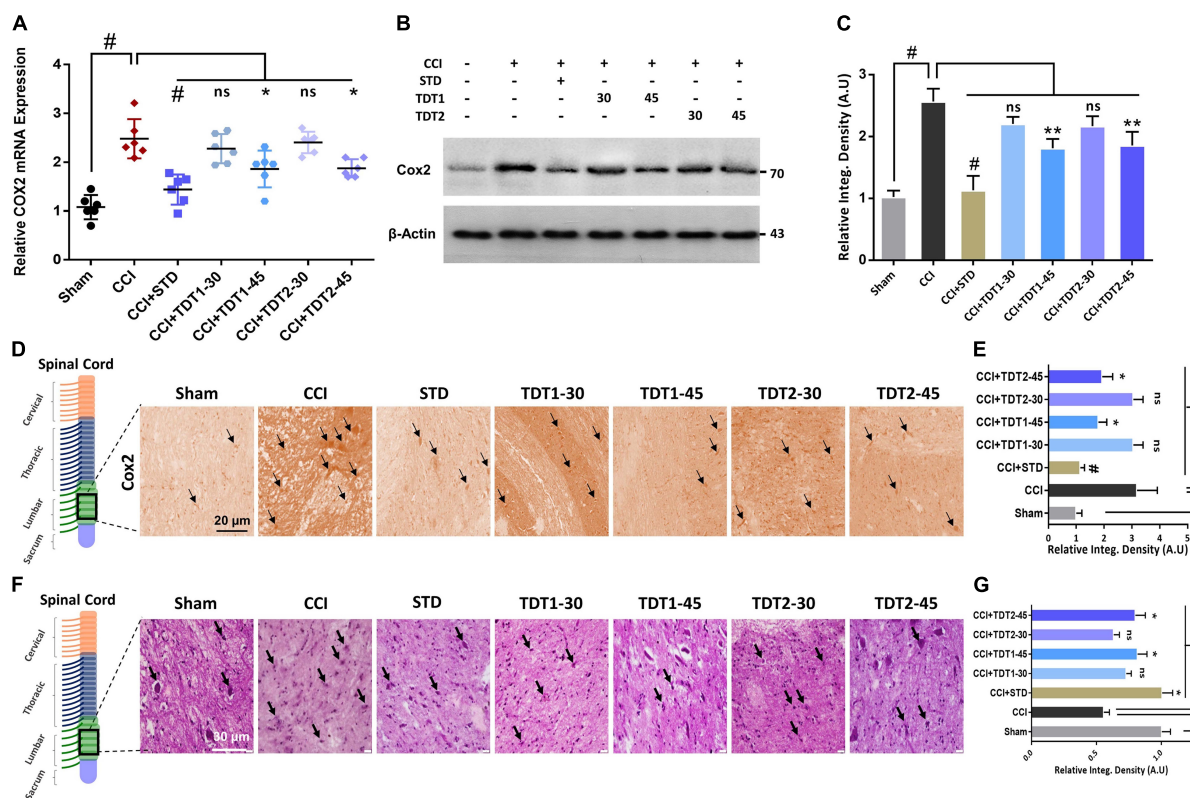 A
Relative COX2 mRNA Expression
4
3
2
1
0
#
#
ns
*
ns
*
Sham
CCI
CCI+STD
CCI+TDT1-30
CCI+TDT1-45
CCI+TDT2-30
CCI+TDT2-45
B
CCI - + + + + + +
STD - - + - - - -
TDT1 - - - 30 45 - -
TDT2 - - - - - 30 45
Cox2
70
β-Actin
43
C
Relative Integ. Density (A.U)
3
2
1
0
#
#
ns
**
ns
**
Sham
CCI
CCI+STD
CCI+TDT1-30
CCI+TDT1-45
CCI+TDT2-30
CCI+TDT2-45
D
Spinal Cord
Cervical
Thoracic
Lumbar
Sacrum
Cox2
Sham CCI STD TDT1-30 TDT1-45 TDT2-30 TDT2-45
20 μm
E
CCI+TDT2-45 *
CCI+TDT2-30 ns
CCI+TDT1-45 *
CCI+TDT1-30 ns
CCI+STD #
CCI
Sham
0 1 2 3 4 5
Relative Integ. Density (A.U)
F
Spinal Cord
Cervical
Thoracic
Lumbar
Sacrum
Sham CCI STD TDT1-30 TDT1-45 TDT2-30 TDT2-45
30 μm
G
CCI+TDT2-45 *
CCI+TDT2-30 ns
CCI+TDT1-45 *
CCI+TDT1-30 ns
CCI+STD *
CCI
Sham
0.0 0.5 1.0
Relative Integ. Density (A.U)